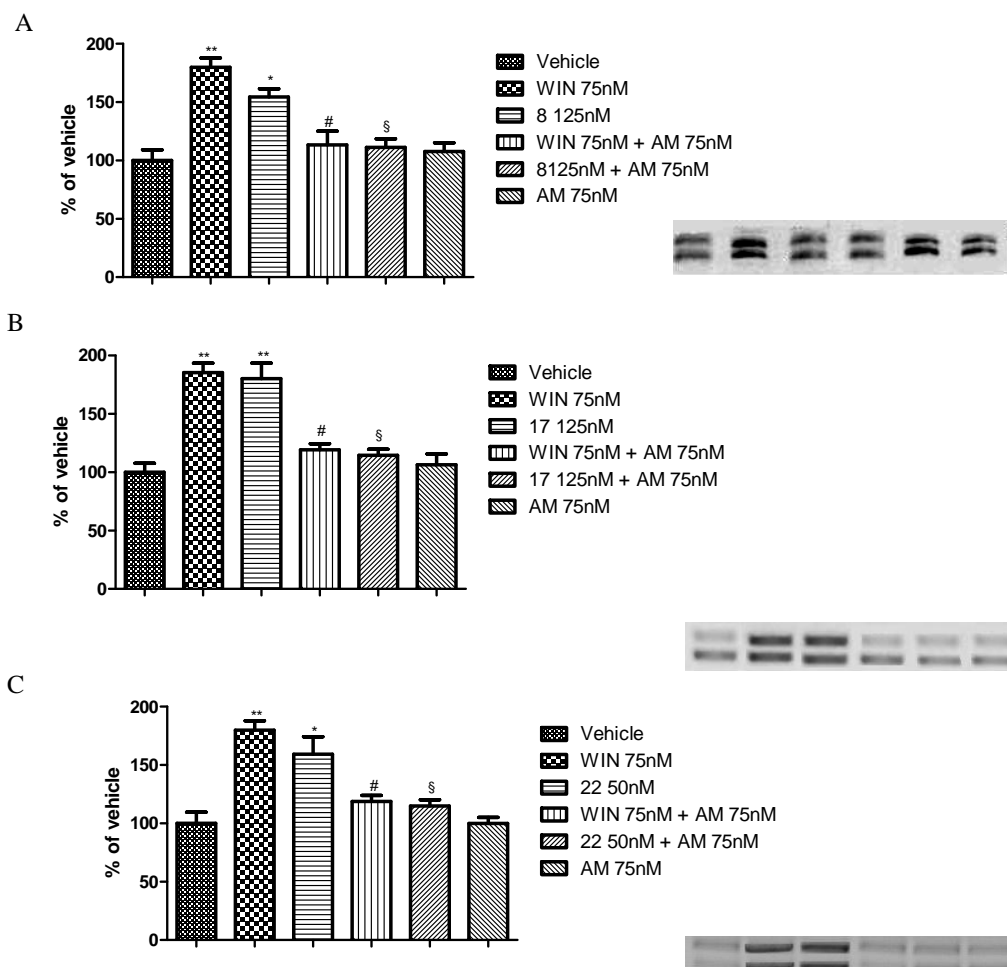 A
200
150
100
50
0
% of vehicle
**
*
#
§
Vehicle
WIN 75nM
8 125nM
WIN 75nM + AM 75nM
8125nM + AM 75nM
AM 75nM
B
200
150
100
50
0
% of vehicle
**
**
#
§
Vehicle
WIN 75nM
17 125nM
WIN 75nM + AM 75nM
17 125nM + AM 75nM
AM 75nM
C
200
150
100
50
0
% of vehicle
**
*
#
§
Vehicle
WIN 75nM
22 50nM
WIN 75nM + AM 75nM
22 50nM + AM 75nM
AM 75nM